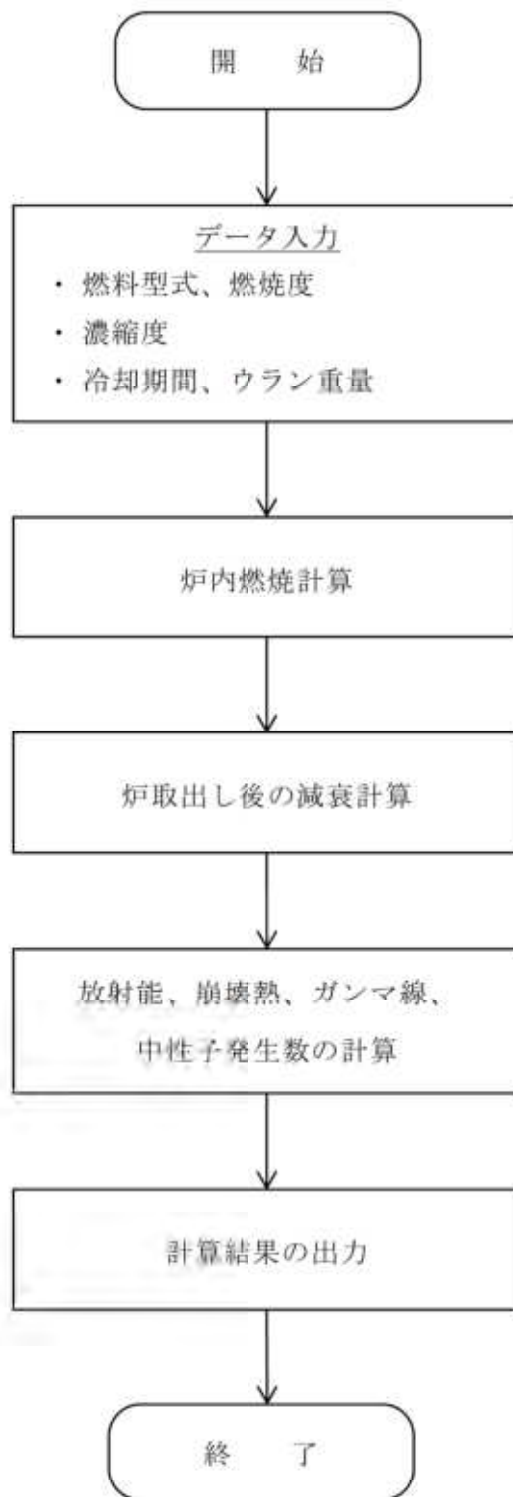 開　　始
データ入力
・ 燃料型式、燃焼度
・ 濃縮度
・ 冷却期間、ウラン重量
炉内燃焼計算
炉取出し後の減衰計算
放射能、崩壊熱、ガンマ線、
中性子発生数の計算
計算結果の出力
終　　了